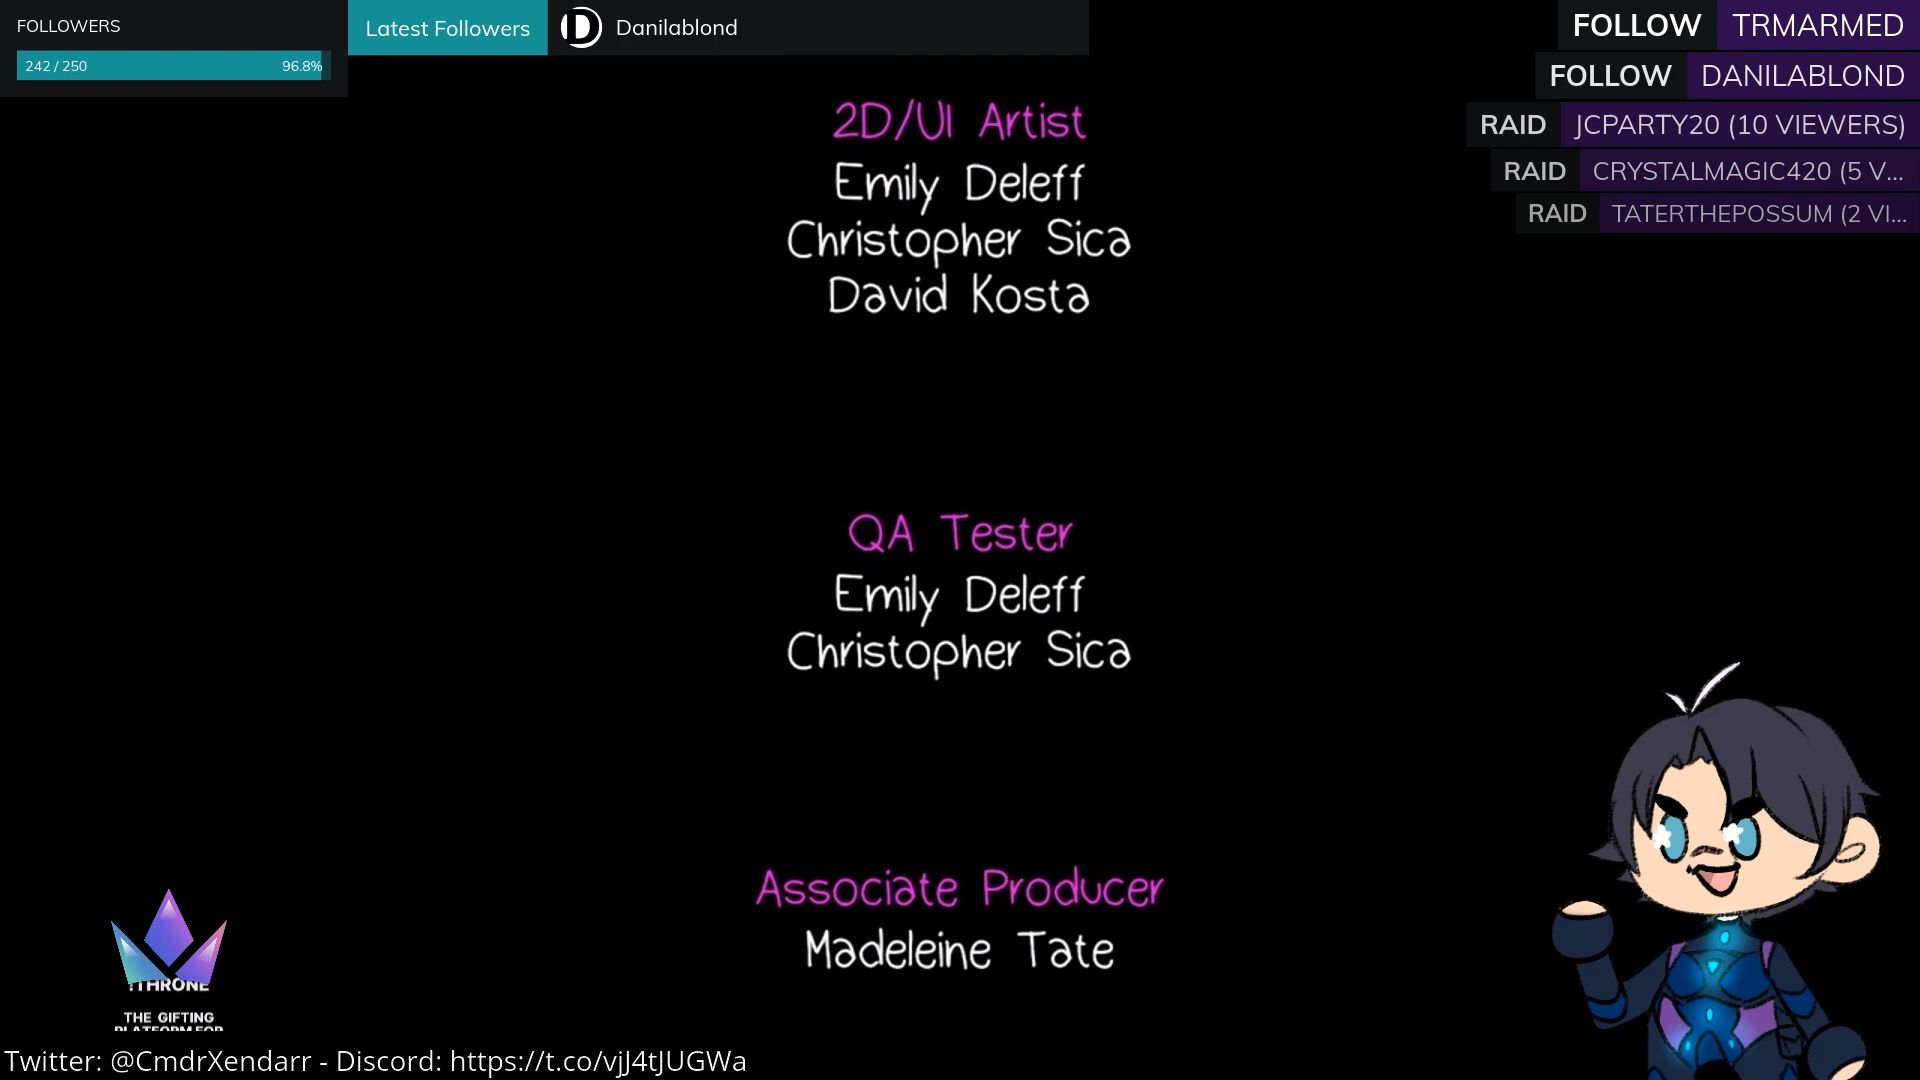 FOLLOWERS
242 / 250 96.8%
Latest Followers Danilablond
FOLLOW TRMARMED
FOLLOW DANILABLOND
RAID JCPARTY20 (10 VIEWERS)
RAID CRYSTALMAGIC420 (5 V...
RAID TATERTHEPOSSUM (2 VI...
2D/UI Artist
Emily Deleff
Christopher Sica
David Kosta
QA Tester
Emily Deleff
Christopher Sica
Associate Producer
Madeleine Tate
!THRONE
THE GIFTING
PLATFORM FOR
Twitter: @CmdrXendarr - Discord: https://t.co/vjJ4tJUGWa